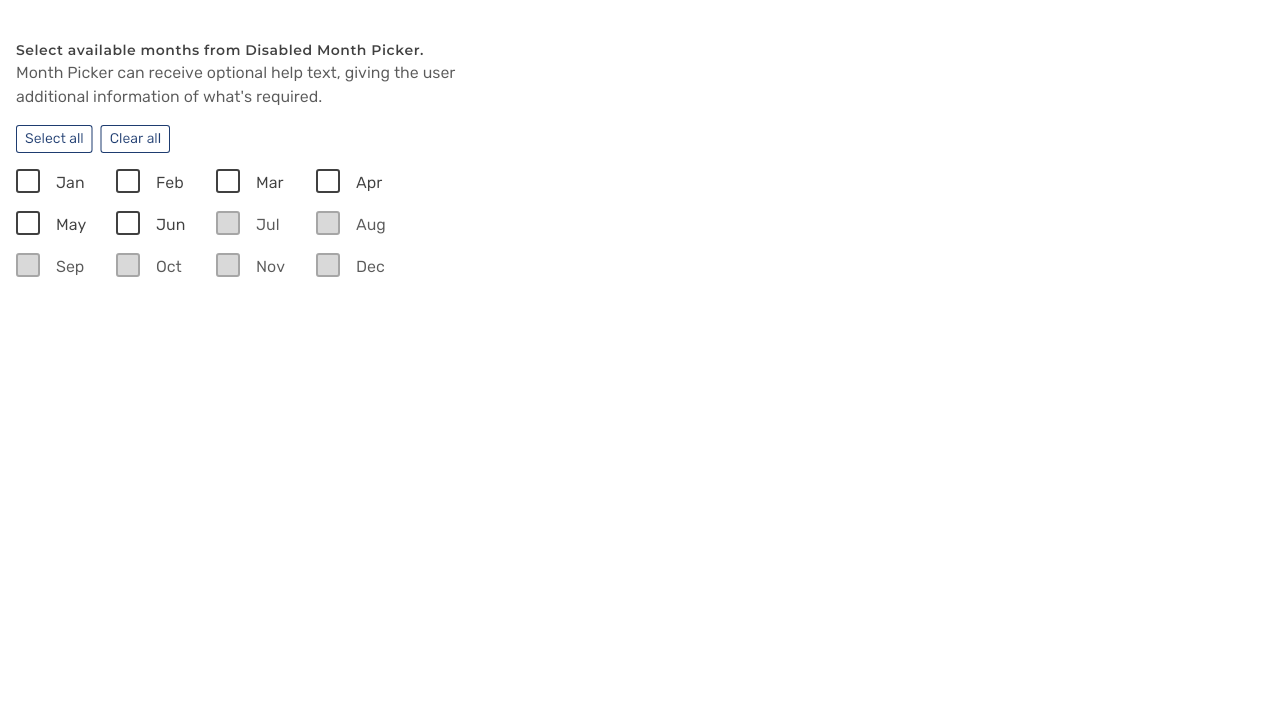 Select available months from Disabled Month Picker.
Month Picker can receive optional help text, giving the user
additional information of what's required.
Select all Clear all
Jan Feb Mar Apr
May Jun Jul Aug
Sep Oct Nov Dec